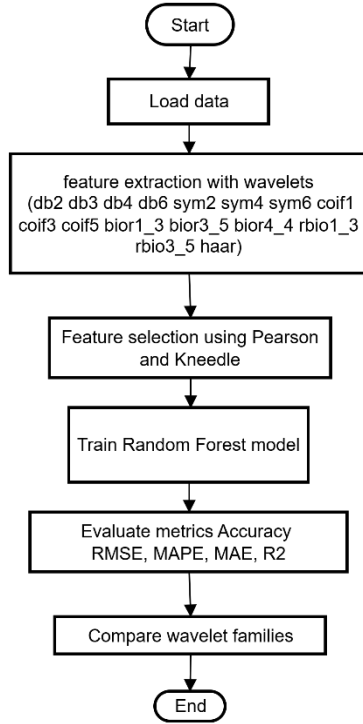 Start
Load data
feature extraction with wavelets
(db2 db3 db4 db6 sym2 sym4 sym6 coif1
coif3 coif5 bior1_3 bior3_5 bior4_4 rbio1_3
rbio3_5 haar)
Feature selection using Pearson
and Kneedle
Train Random Forest model
Evaluate metrics Accuracy
RMSE, MAPE, MAE, R2
Compare wavelet families
End